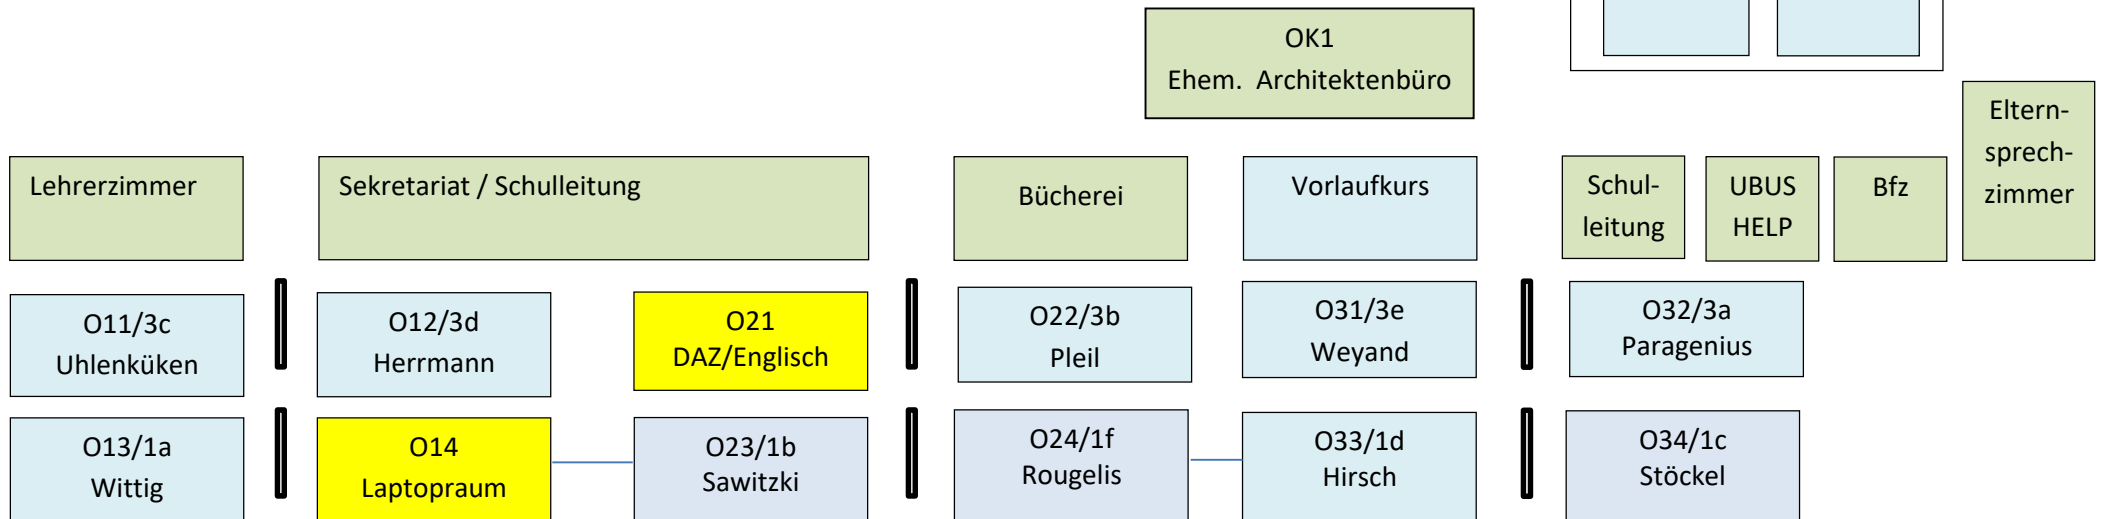 OK1
Ehem. Architektenbüro
Lehrerzimmer
Sekretariat / Schulleitung
Bücherei
Vorlaufkurs
Schul-
leitung
UBUS
HELP
Bfz
Eltern-
sprech-
zimmer
O11/3c
Uhlenküken
O12/3d
Herrmann
O21
DAZ/Englisch
O22/3b
Pleil
O31/3e
Weyand
O32/3a
Paragenius
O13/1a
Wittig
O14
Laptopraum
O23/1b
Sawitzki
O24/1f
Rougelis
O33/1d
Hirsch
O34/1c
Stöckel